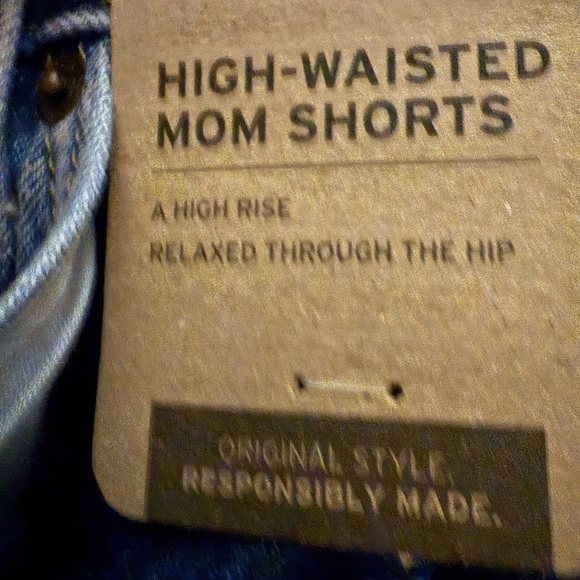 HIGH-WAISTED
MOM SHORTS
A HIGH RISE
RELAXED THROUGH THE HIP
ORIGINAL STYLE.
RESPONSIBLY MADE.